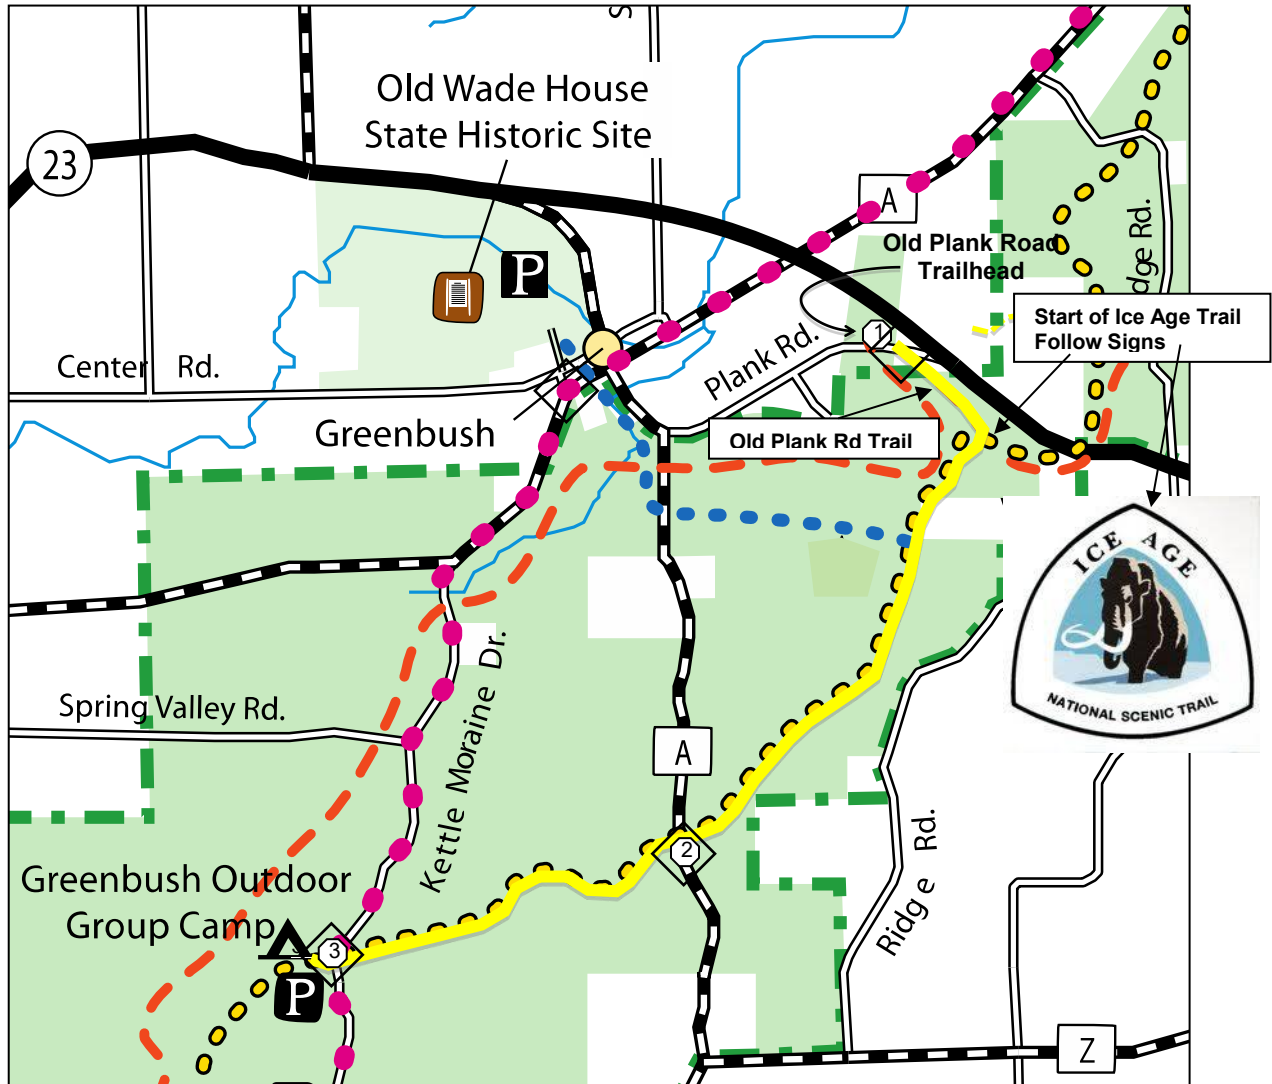 Old Wade House
State Historic Site
23
P
A
Old Plank Road
Trailhead
dge Rd.
Start of Ice Age Trail
Follow Signs
1
Plank Rd.
Center Rd.
Greenbush
Old Plank Rd Trail
ICE AGE
NATIONAL SCENIC TRAIL
Kettle Moraine Dr.
Spring Valley Rd.
A
2
Ridge Rd.
Greenbush Outdoor
Group Camp
3
P
Z